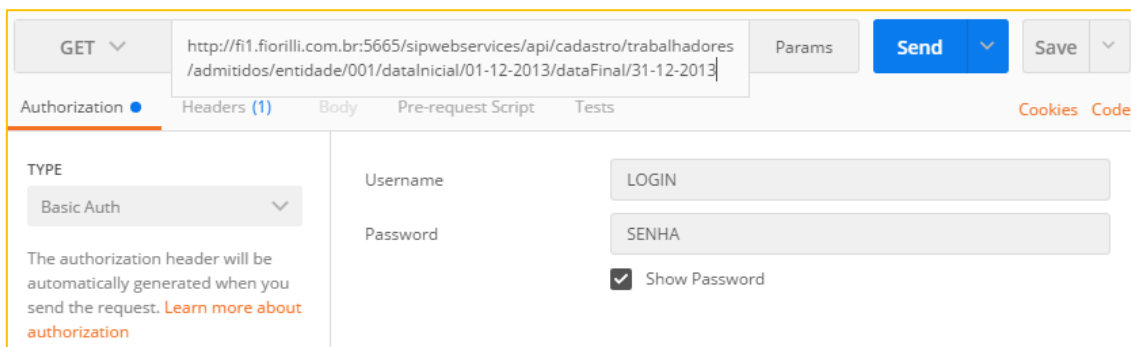 GET
http://fi1.fiorilli.com.br:5665/sipwebservices/api/cadastro/trabalhadores
/admitidos/entidade/001/dataInicial/01-12-2013/dataFinal/31-12-2013
Params
Send
Save
Authorization
Headers (1)
Body
Pre-request Script
Tests
Cookies
Code
TYPE
Basic Auth
The authorization header will be
automatically generated when you
send the request. Learn more about
authorization
Username
LOGIN
Password
SENHA
Show Password